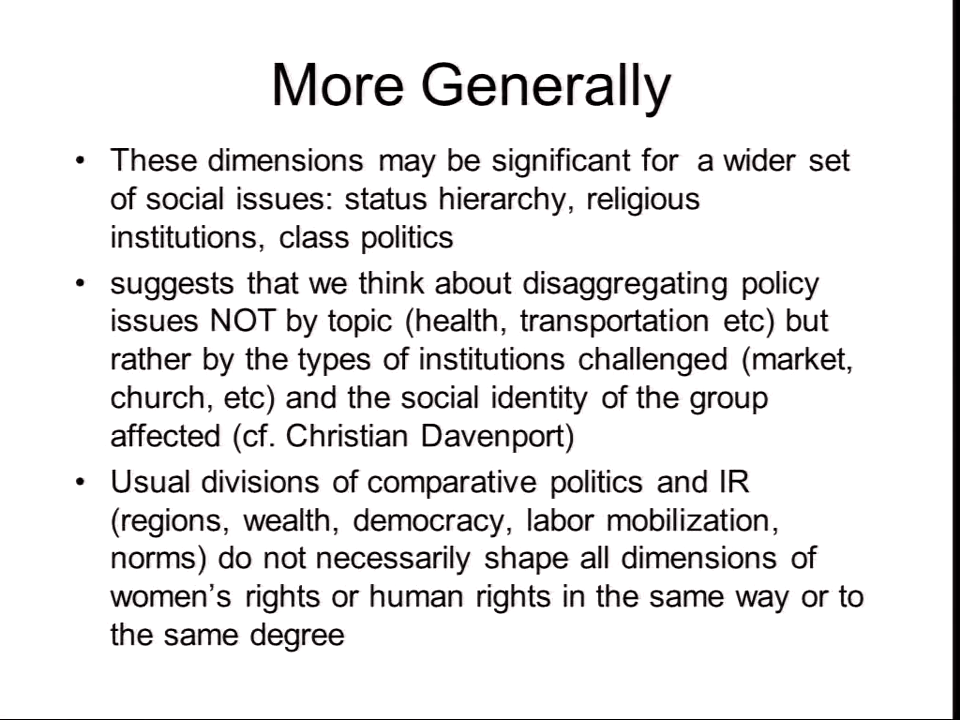 More Generally
• These dimensions may be significant for a wider set
of social issues: status hierarchy, religious
institutions, class politics
• suggests that we think about disaggregating policy
issues NOT by topic (health, transportation etc) but
rather by the types of institutions challenged (market,
church, etc) and the social identity of the group
affected (cf. Christian Davenport)
• Usual divisions of comparative politics and IR
(regions, wealth, democracy, labor mobilization,
norms) do not necessarily shape all dimensions of
women's rights or human rights in the same way or to
the same degree